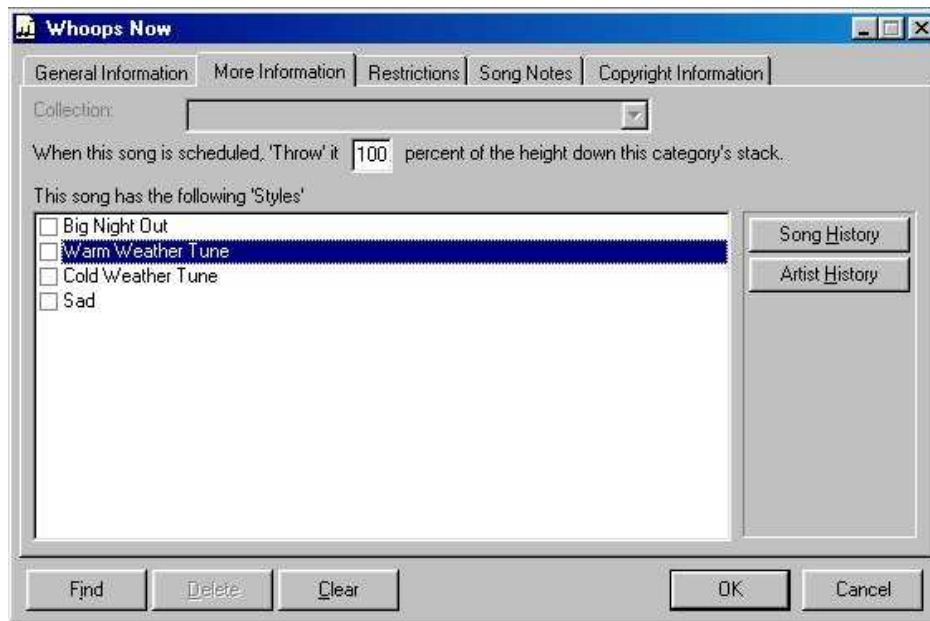 Whoops Now
General Information More Information Restrictions Song Notes Copyright Information
Collection:
When this song is scheduled, 'Throw' it 100 percent of the height down this category's stack.
This song has the following 'Styles'
Big Night Out
Warm Weather Tune
Cold Weather Tune
Sad
Song History
Artist History
Find Delete Clear OK Cancel